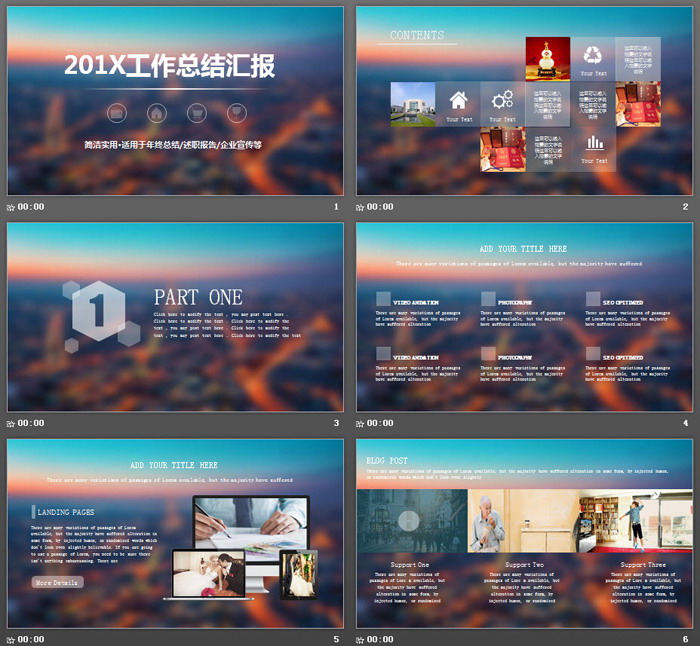 201X工作总结汇报
简洁实用•适用于年终总结/述职报告/企业宣传等
00:00
1
CONTENTS
Your Text
Your Text
Your Text
Your Text
00:00
2
1
PART ONE
Click here to modify the text , you may post text here .
Click here to modify the text . Click here to modify the
text , you may post text here . Click here to modify the
text , you may post text here . Click here to modify the text
00:00
3
ADD YOUR TITLE HERE
There are many variations of passages of Lorem available, but the majority have suffered
VIDEO ANIMATION
There are many variations of passages
of Lorem available, but the majority
have suffered alteration
PHOTOGRAPHY
There are many variations of passages
of Lorem available, but the majority
have suffered alteration
SEO OPTIMIZED
There are many variations of passages
of Lorem available, but the majority
have suffered alteration
VIDEO ANIMATION
There are many variations of passages
of Lorem available, but the majority
have suffered alteration
PHOTOGRAPHY
There are many variations of passages
of Lorem available, but the majority
have suffered alteration
SEO OPTIMIZED
There are many variations of passages
of Lorem available, but the majority
have suffered alteration
00:00
4
ADD YOUR TITLE HERE
There are many variations of passages of Lorem available, but the majority have suffered
LANDING PAGES
There are many variations of passages of Lorem
available, but the majority have suffered alteration in
some form, by injected humour, or randomised words which
don't look even slightly believable. If you are going
to use a passage of Lorem, you need to be sure there
isn't anything embarrassing. There are
More Details
00:00
5
BLOG POST
There are many variations of passages of Lorem available, but the majority have suffered alteration in some form, by injected humour,
or randomised words which don't look even slightly
Support One
There are many variations of
passages of Lorem available, but
the majority have suffered
alteration in some form, by
injected humour, or randomised
Support Two
There are many variations of
passages of Lorem available, but
the majority have suffered
alteration in some form, by
injected humour, or randomised
Support Three
There are many variations of
passages of Lorem available, but
the majority have suffered
alteration in some form, by
injected humour, or randomised
00:00
6